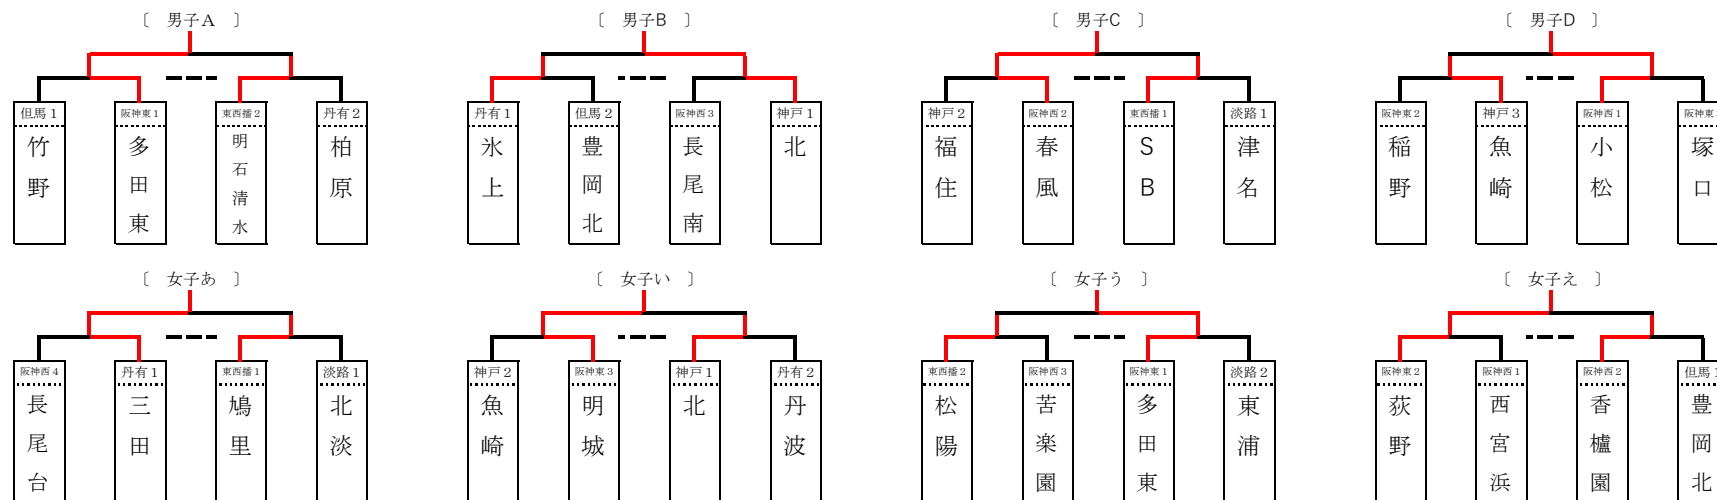 〔 男子A 〕
但馬1 阪神東1 東西播2 丹有2
竹野 多田東 明石清水 柏原
〔 男子B 〕
丹有1 但馬2 阪神西3 神戸1
氷上 豊岡北 長尾南 北
〔 男子C 〕
神戸2 阪神西2 東西播1 淡路1
福住 春風 SB 津名
〔 男子D 〕
阪神東2 神戸3 阪神西1 阪神東
稲野 魚崎 小松 塚口
〔 女子あ 〕
阪神西4 丹有1 東西播1 淡路1
長尾台 三田 鳩里 北淡
〔 女子い 〕
神戸2 阪神東3 神戸1 丹有2
魚崎 明城 北 丹波
〔 女子う 〕
東西播2 阪神西3 阪神東1 淡路2
松陽 苦楽園 多田東 東浦
〔 女子え 〕
阪神東2 阪神西1 阪神西2 但馬1
荻野 西宮浜 香櫨園 豊岡北